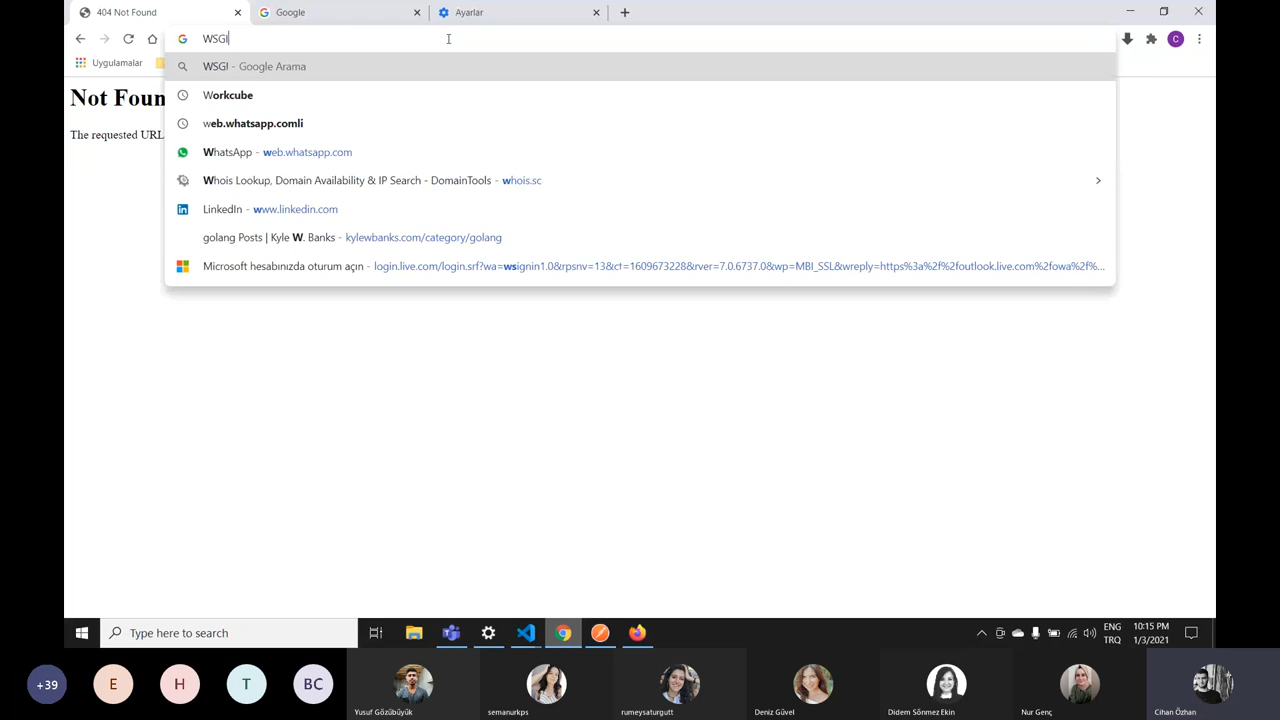 404 Not Found
Google
Ayarlar
WSGI
C
Uygulamalar
WSGI - Google Arama
Workcube
web.whatsapp.comli
WhatsApp - web.whatsapp.com
Whois Lookup, Domain Availability & IP Search - DomainTools - whois.sc
LinkedIn - www.linkedin.com
golang Posts | Kyle W. Banks - kylewbanks.com/category/golang
Microsoft hesabınızda oturum açın - login.live.com/login.srf?wa=wsignin1.0&rpsnv=13&ct=1609673228&rver=7.0.6737.0&wp=MBI_SSL&wreply=https%3a%2f%2foutlook.live.com%2fowa%2f%...
Not Foun
The requested URL
Type here to search
ENG
TRQ
10:15 PM
1/3/2021
+39
E
H
T
BC
Yusuf Gözübüyük
semanurkps
rumeysaturgutt
Deniz Güvel
Didem Sönmez Ekin
Nur Genç
Cihan Özhan